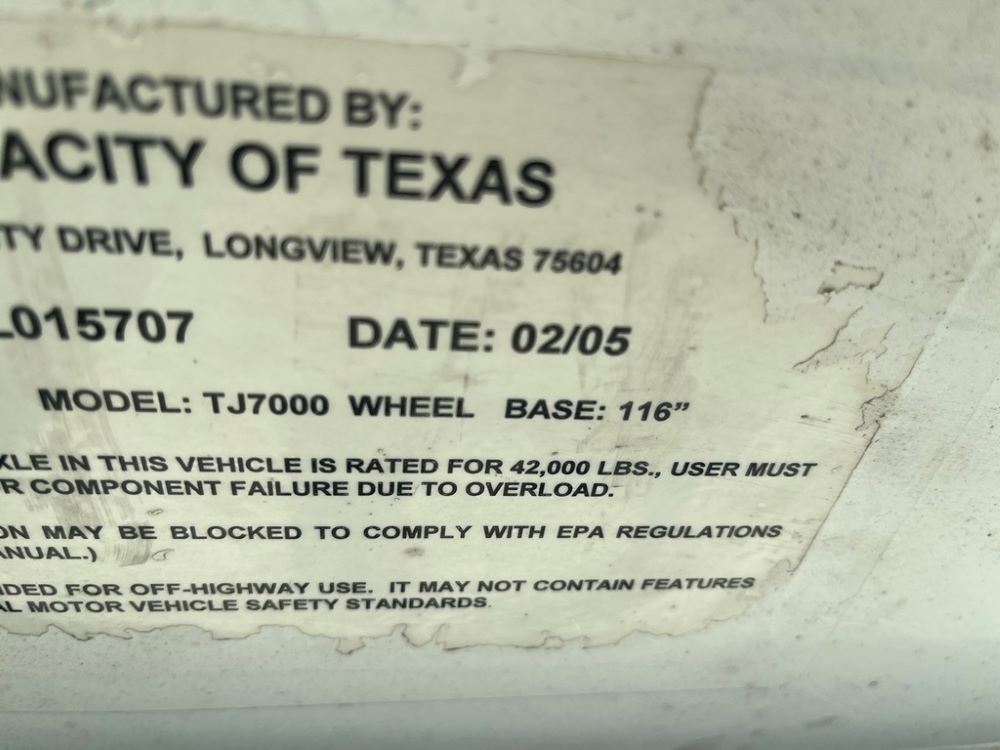 NUFACTURED BY:
ACITY OF TEXAS
TY DRIVE, LONGVIEW, TEXAS 75604
L015707 DATE: 02/05
MODEL: TJ7000 WHEEL BASE: 116”
XLE IN THIS VEHICLE IS RATED FOR 42,000 LBS., USER MUST
R COMPONENT FAILURE DUE TO OVERLOAD.
ON MAY BE BLOCKED TO COMPLY WITH EPA REGULATIONS
ANUAL.)
DED FOR OFF-HIGHWAY USE. IT MAY NOT CONTAIN FEATURES
AL MOTOR VEHICLE SAFETY STANDARDS.